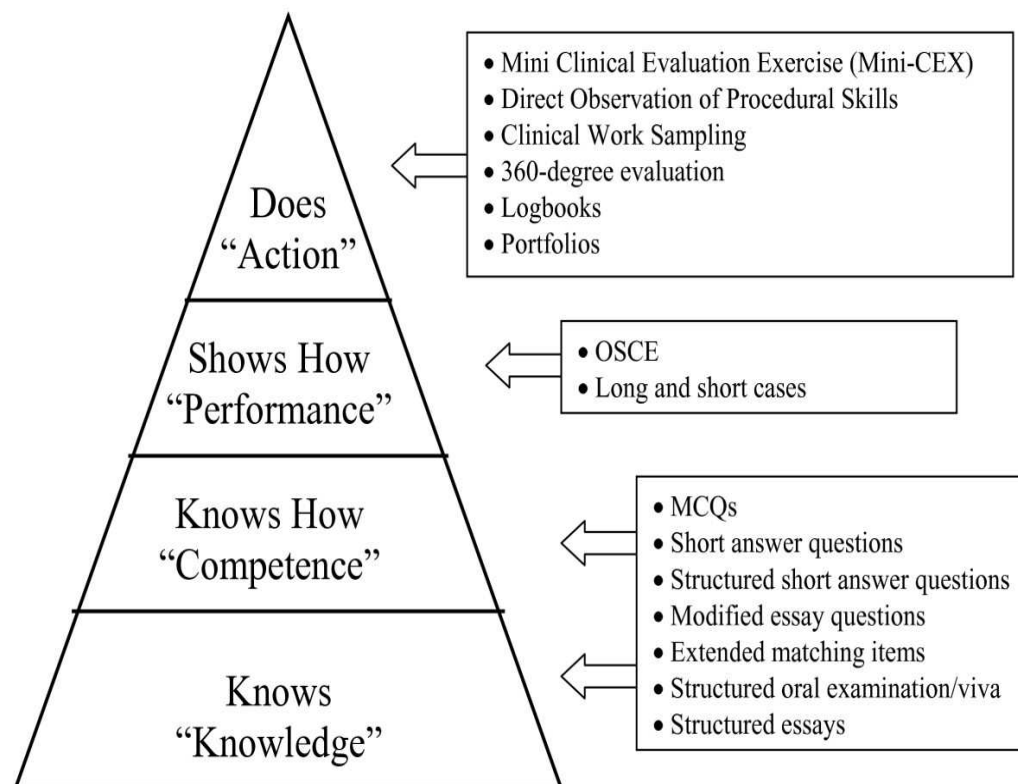 Does
“Action”
• Mini Clinical Evaluation Exercise (Mini-CEX)
• Direct Observation of Procedural Skills
• Clinical Work Sampling
• 360-degree evaluation
• Logbooks
• Portfolios
Shows How
“Performance”
• OSCE
• Long and short cases
Knows How
“Competence”
Knows
“Knowledge”
• MCQs
• Short answer questions
• Structured short answer questions
• Modified essay questions
• Extended matching items
• Structured oral examination/viva
• Structured essays